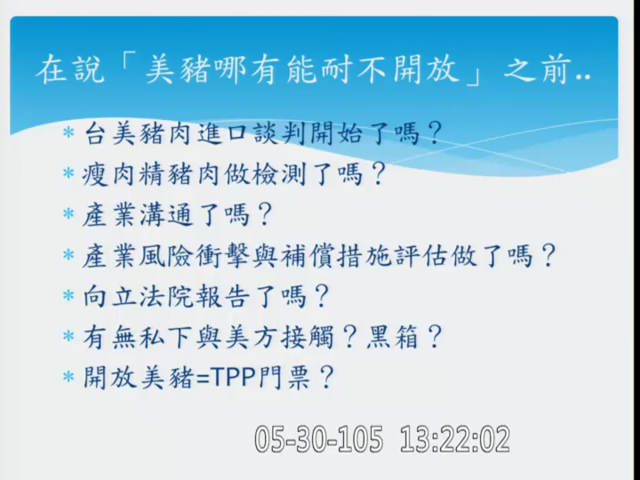 在說「美豬哪有能耐不開放」之前..
* 台美豬肉進口談判開始了嗎？
* 瘦肉精豬肉做檢測了嗎？
* 產業溝通了嗎？
* 產業風險衝擊與補償措施評估做了嗎？
* 向立法院報告了嗎？
* 有無私下與美方接觸？黑箱？
* 開放美豬=TPP門票？
05-30-105 13:22:02